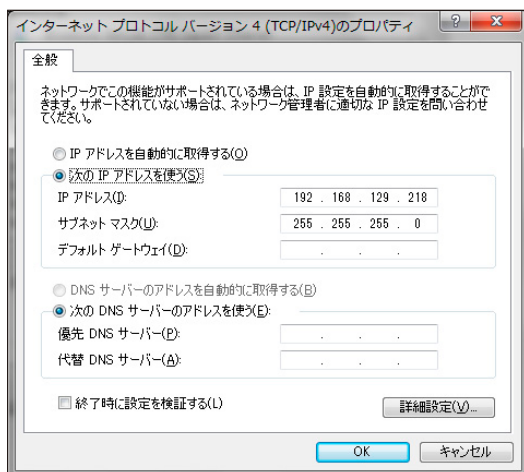 インターネット プロトコル バージョン 4 (TCP/IPv4)のプロパティ
全般
ネットワークでこの機能がサポートされている場合は、IP 設定を自動的に取得することがで
きます。サポートされていない場合は、ネットワーク管理者に適切な IP 設定を問い合わせ
てください。
IP アドレスを自動的に取得する(O)
次の IP アドレスを使う(S):
IP アドレス(I): 192 . 168 . 129 . 218
サブネット マスク(U): 255 . 255 . 255 . 0
デフォルト ゲートウェイ(D): . . .
DNS サーバーのアドレスを自動的に取得する(B)
次の DNS サーバーのアドレスを使う(E):
優先 DNS サーバー(P): . . .
代替 DNS サーバー(A): . . .
終了時に設定を検証する(L)
詳細設定(V)...
OK キャンセル